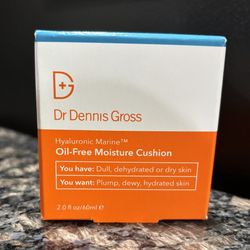 Dr Dennis Gross
Hyaluronic Marine™
Oil-Free Moisture Cushion
You have: Dull, dehydrated or dry skin
You want: Plump, dewy, hydrated skin
2.0 fl oz/60ml e